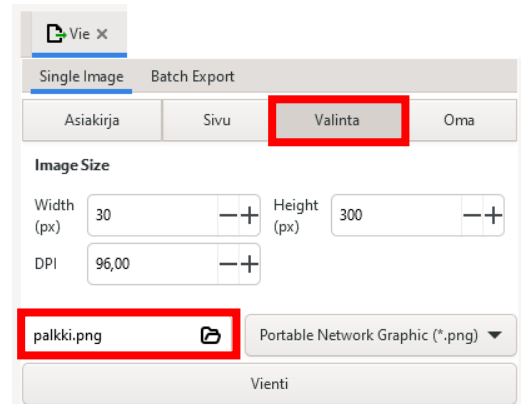 Vie
Single Image Batch Export
Asiakirja Sivu Valinta Oma
Image Size
Width (px) 30 Height (px) 300
DPI 96,00
palkki.png Portable Network Graphic (*.png)
Vienti